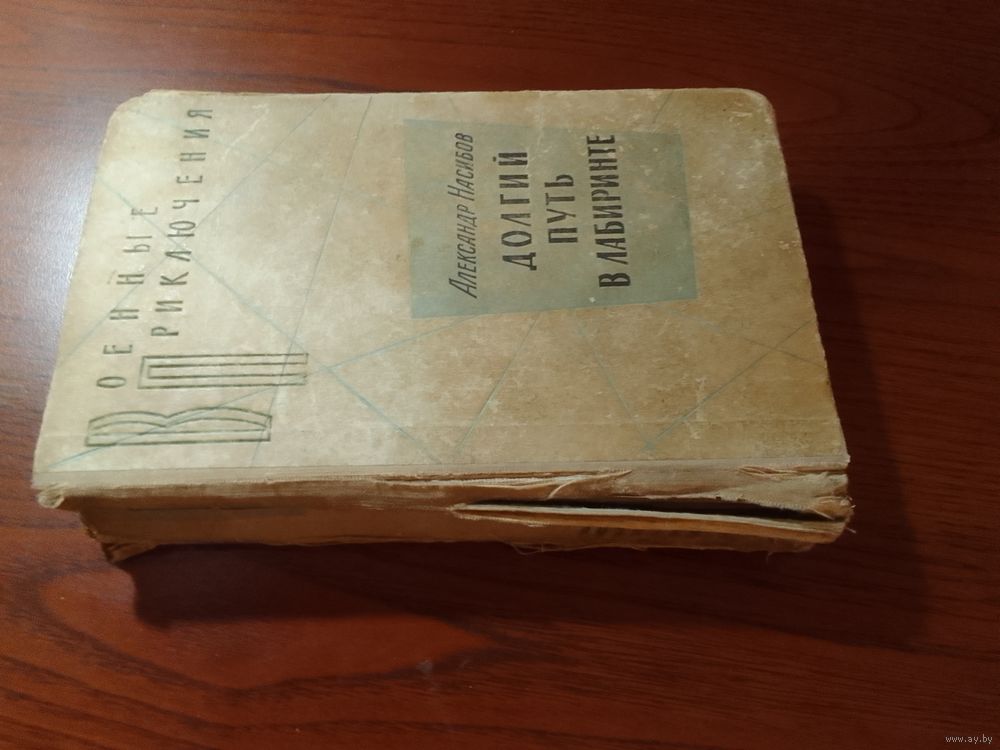 ВОЕННЫЕ
ПРИКЛЮЧЕНИЯ
АЛЕКСАНДР НАСИБОВ
ДОЛГИЙ
ПУТЬ
В ЛАБИРИНТЕ
www.ay.by